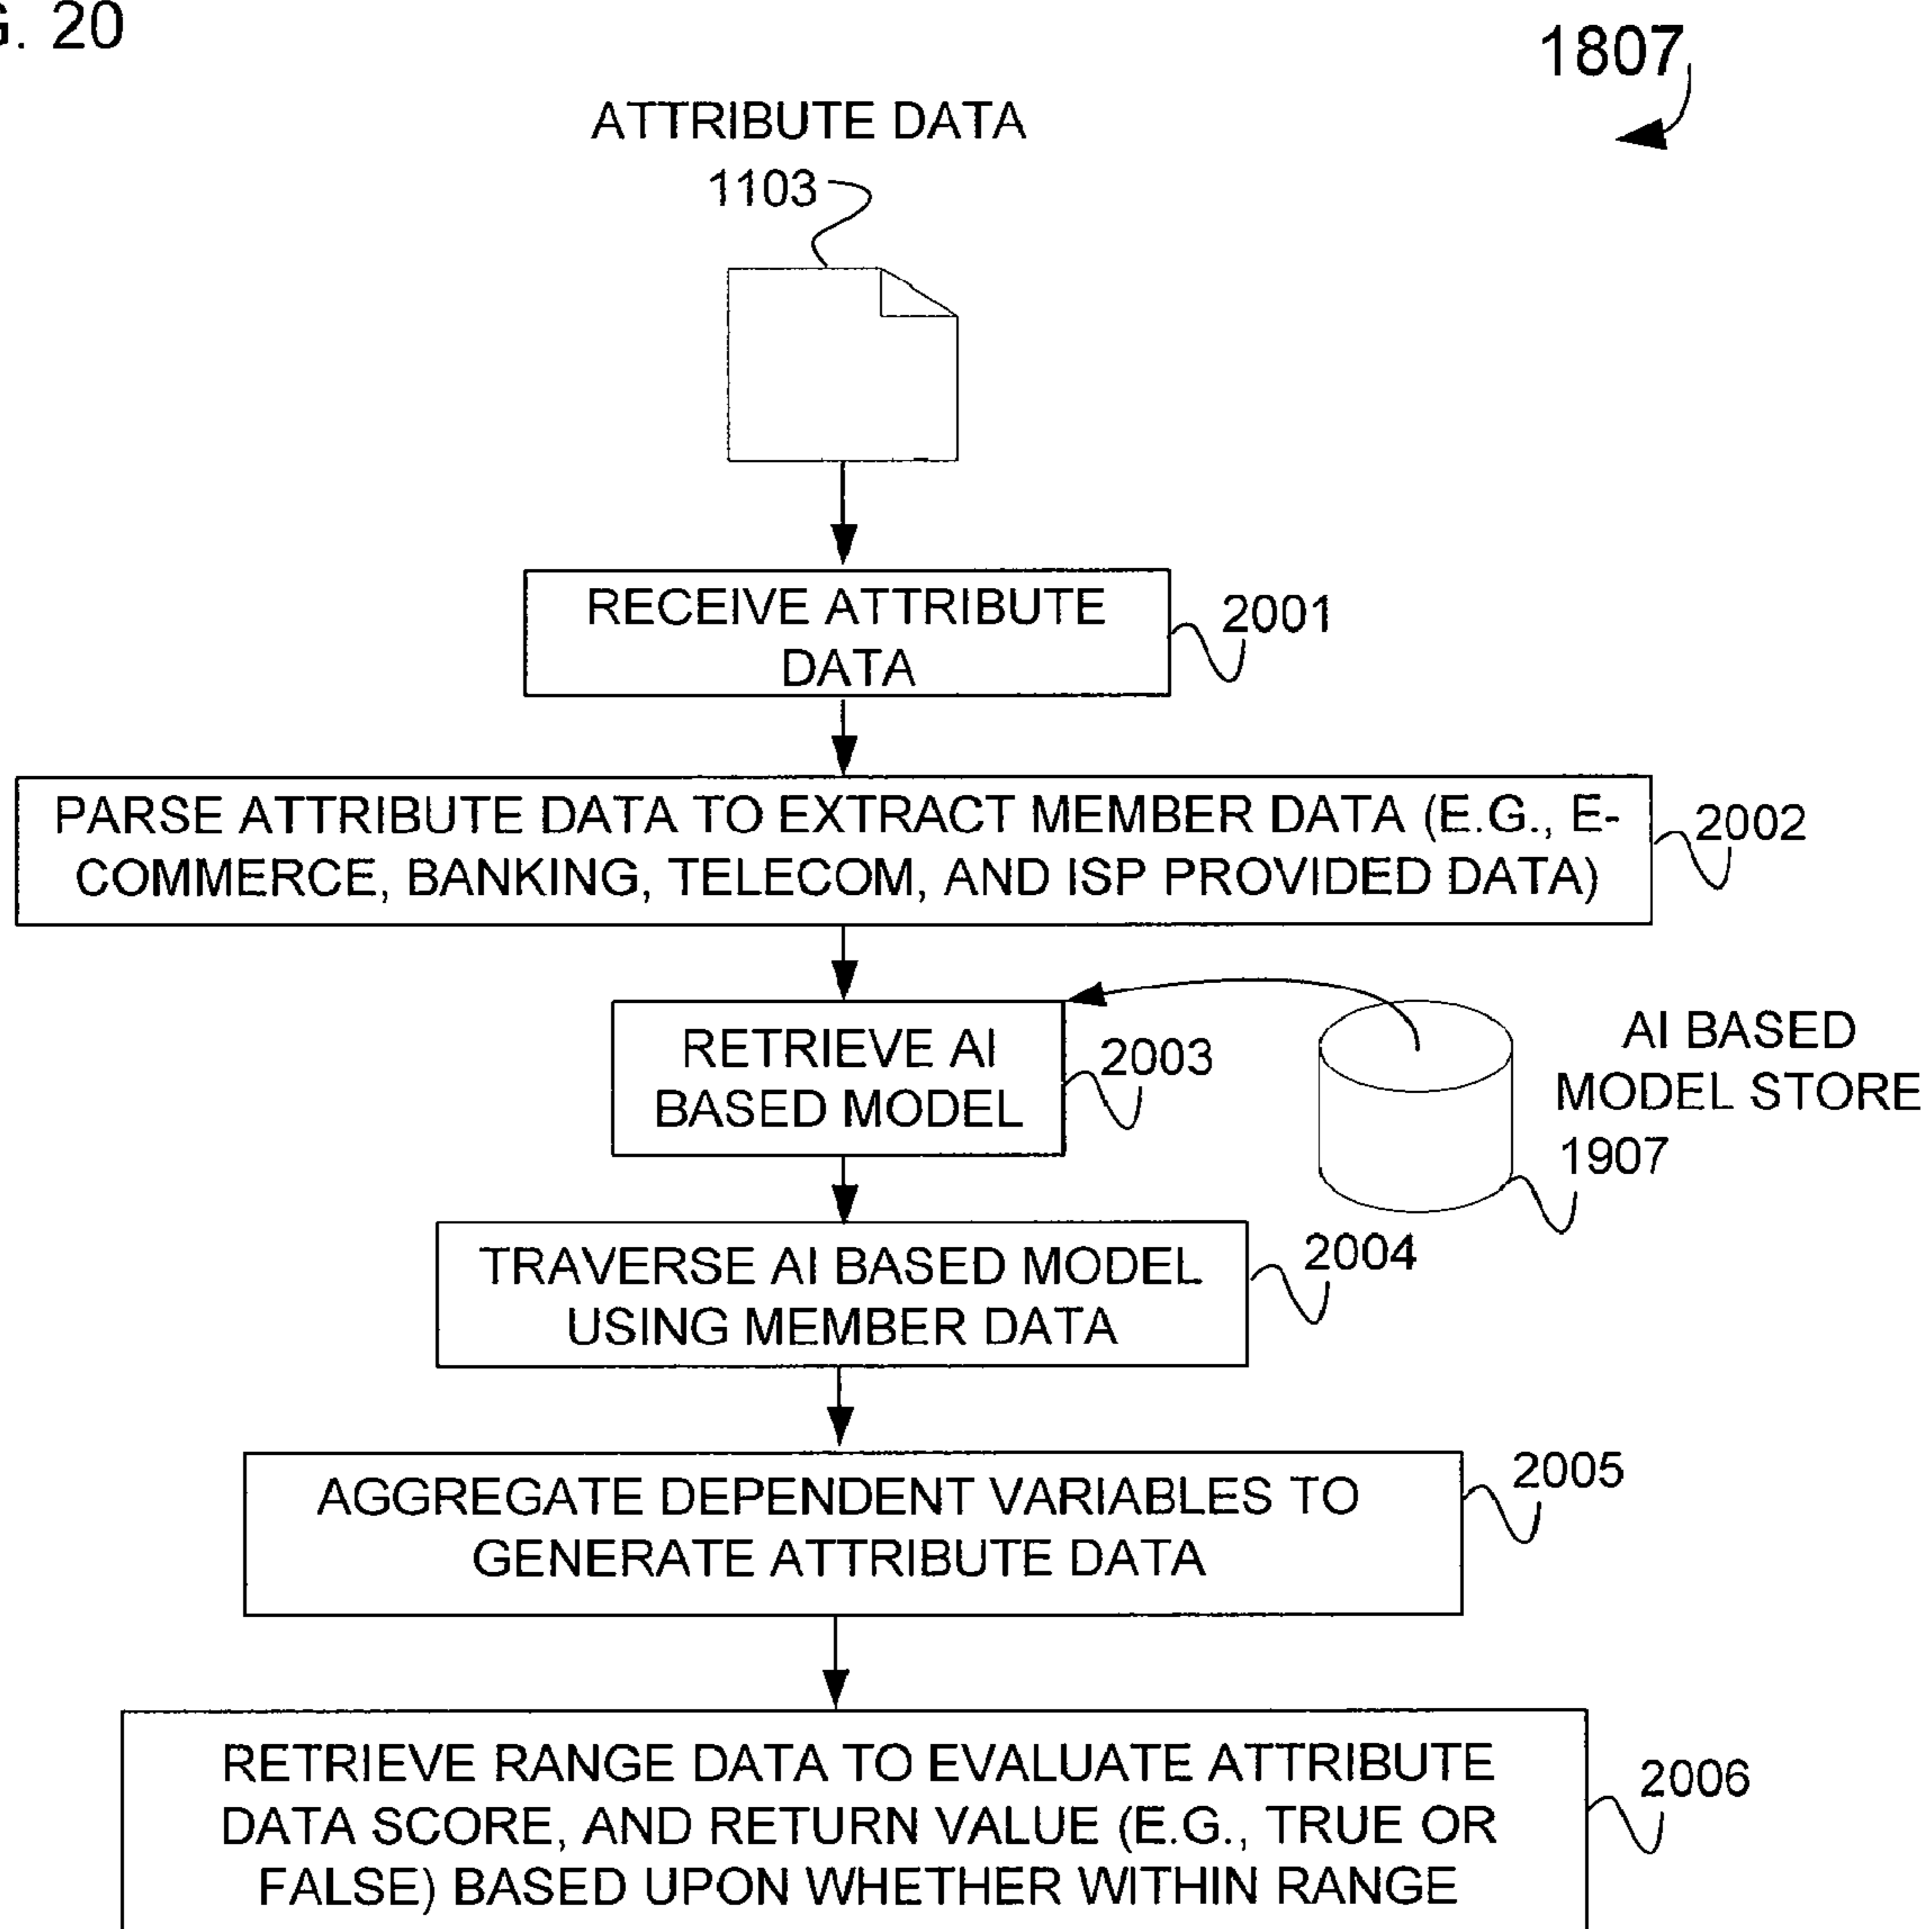 . 20
1807
ATTRIBUTE DATA
1103
RECEIVE ATTRIBUTE
DATA
2001
PARSE ATTRIBUTE DATA TO EXTRACT MEMBER DATA (E.G., E-
COMMERCE, BANKING, TELECOM, AND ISP PROVIDED DATA)
2002
RETRIEVE AI
BASED MODEL
2003
AI BASED
MODEL STORE
1907
TRAVERSE AI BASED MODEL
USING MEMBER DATA
2004
AGGREGATE DEPENDENT VARIABLES TO
GENERATE ATTRIBUTE DATA
2005
RETRIEVE RANGE DATA TO EVALUATE ATTRIBUTE
DATA SCORE, AND RETURN VALUE (E.G., TRUE OR
FALSE) BASED UPON WHETHER WITHIN RANGE
2006